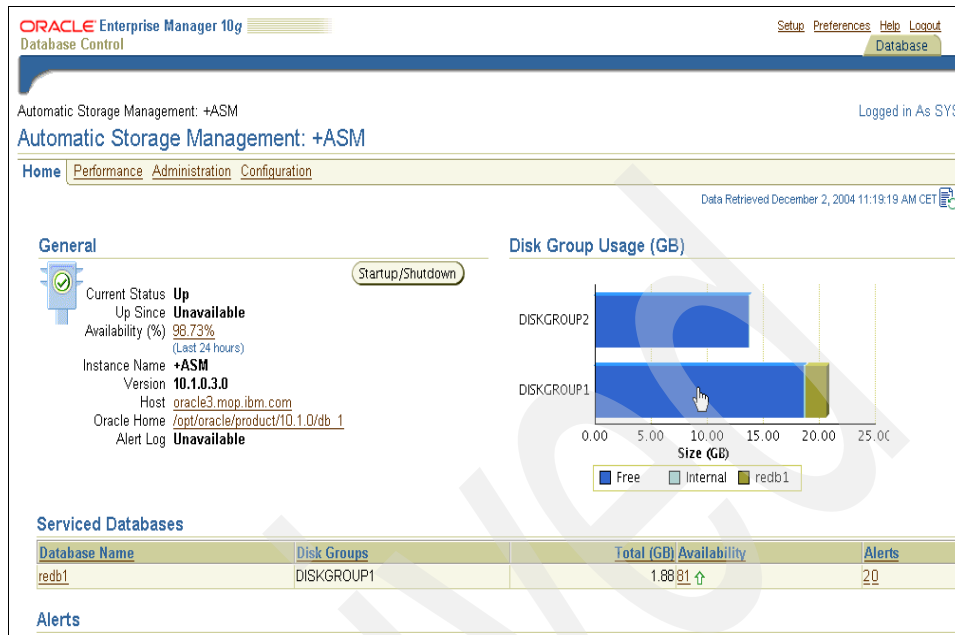 ORACLE Enterprise Manager 10g
Database Control
Setup Preferences Help Logout
Database
Automatic Storage Management: +ASM
Logged in As SYS
Automatic Storage Management: +ASM
Home Performance Administration Configuration
Data Retrieved December 2, 2004 11:19:19 AM CET
General
Startup/Shutdown
Current Status Up
Up Since Unavailable
Availability (%) 98.73%
(Last 24 hours)
Instance Name +ASM
Version 10.1.0.3.0
Host oracle3.mop.ibm.com
Oracle Home /opt/oracle/product/10.1.0/db_1
Alert Log Unavailable
Disk Group Usage (GB)
DISKGROUP2
DISKGROUP1
0.00 5.00 10.00 15.00 20.00 25.00
Size (GB)
Free Internal redb1
Serviced Databases
Database Name Disk Groups Total (GB) Availability Alerts
redb1 DISKGROUP1 1.88 81 20
Alerts